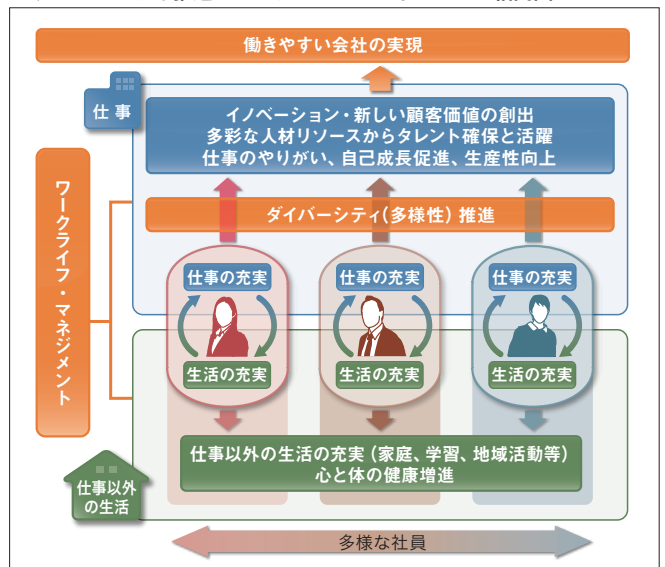 働きやすい会社の実現
仕事
イノベーション・新しい顧客価値の創出
多彩な人材リソースからタレント確保と活躍
仕事のやりがい、自己成長促進、生産性向上
ワークライフ・マネジメント
ダイバーシティ(多様性) 推進
仕事の充実
仕事の充実
仕事の充実
生活の充実
生活の充実
生活の充実
仕事以外の生活の充実（家庭、学習、地域活動等）
心と体の健康増進
仕事以外
の生活
多様な社員